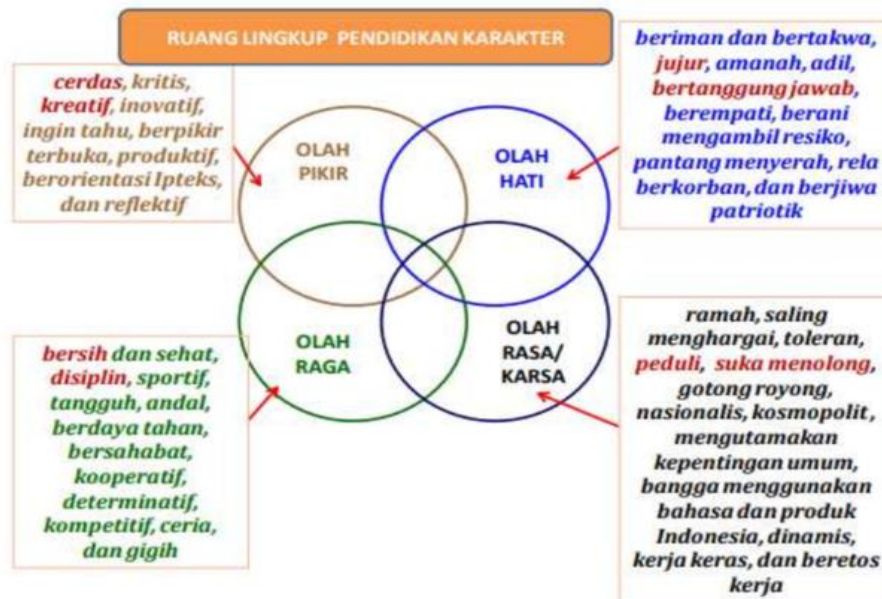 RUANG LINGKUP PENDIDIKAN KARAKTER
cerdas, kritis,
kreatif, inovatif,
ingin tahu, berpikir
terbuka, produktif,
berorientasi Ipteks,
dan reflektif
OLAH
PIKIR
OLAH
HATI
beriman dan bertakwa,
jujur, amanah, adil,
bertanggung jawab,
berempati, berani
mengambil resiko,
pantang menyerah, rela
berkorban, dan berjiwa
patriotik
bersih dan sehat,
disiplin, sportif,
tangguh, andal,
berdaya tahan,
bersahabat,
kooperatif,
determinatif,
kompetitif, ceria,
dan gigih
OLAH
RAGA
OLAH
RASA/
KARSA
ramah, saling
menghargai, toleran,
peduli, suka menolong,
gotong royong,
nasionalis, kosmopolit,
mengutamakan
kepentingan umum,
bangga menggunakan
bahasa dan produk
Indonesia, dinamis,
kerja keras, dan beretos
kerja